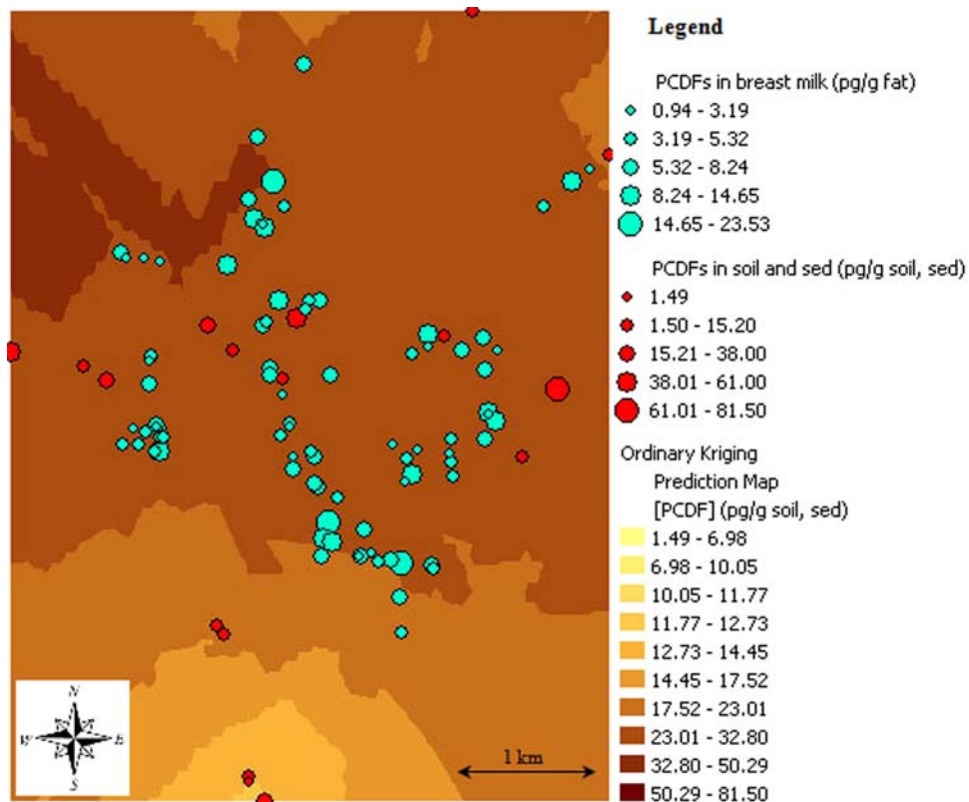 Legend
PCDFs in breast milk (pg/g fat)
0.94 - 3.19
3.19 - 5.32
5.32 - 8.24
8.24 - 14.65
14.65 - 23.53
PCDFs in soil and sed (pg/g soil, sed)
1.49
1.50 - 15.20
15.21 - 38.00
38.01 - 61.00
61.01 - 81.50
Ordinary Kriging
Prediction Map
[PCDF] (pg/g soil, sed)
1.49 - 6.98
6.98 - 10.05
10.05 - 11.77
11.77 - 12.73
12.73 - 14.45
14.45 - 17.52
17.52 - 23.01
23.01 - 32.80
32.80 - 50.29
50.29 - 81.50
N
W E
S
1 km